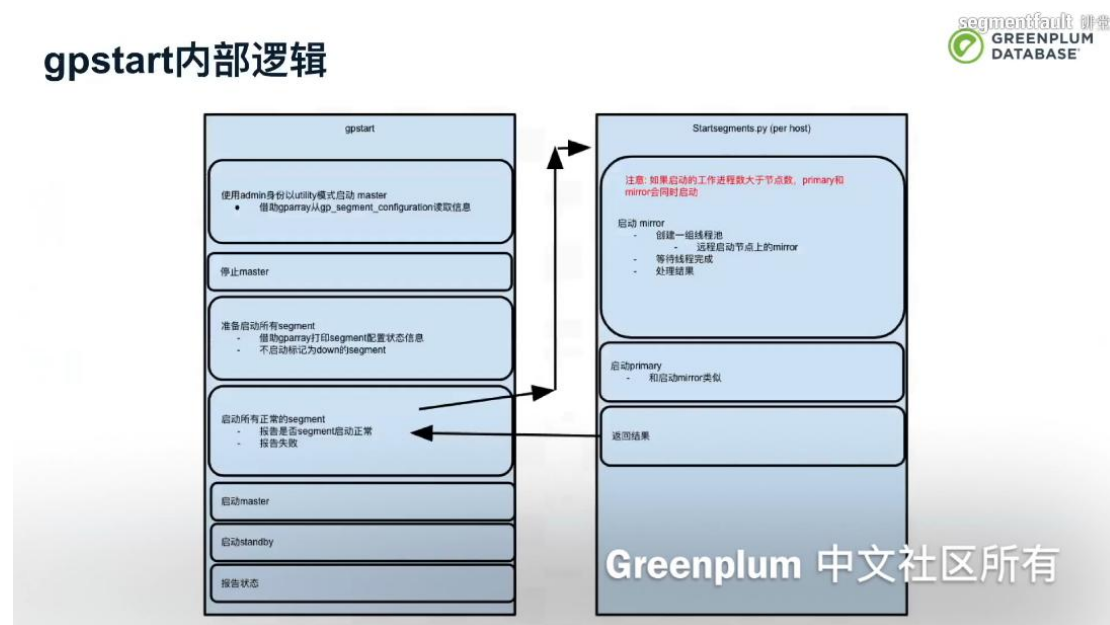 segmentfault 讲堂
gpstart内部逻辑
GREENPLUM
DATABASE
gpstart
使用admin身份以utility模式启动 master
● 借助gparray从gp_segment_configuration读取信息
停止master
准备启动所有segment
- 借助gparray打印segment配置状态信息
- 不启动标记为down的segment
启动所有正常的segment
- 报告是否segment启动正常
- 报告失败
启动master
启动standby
报告状态
Startsegments.py (per host)
注意: 如果启动的工作进程数大于节点数，primary和
mirror会同时启动
启动 mirror
- 创建一组线程池
- 远程启动节点上的mirror
- 等待线程完成
- 处理结果
启动primary
- 和启动mirror类似
返回结果
Greenplum 中文社区所有